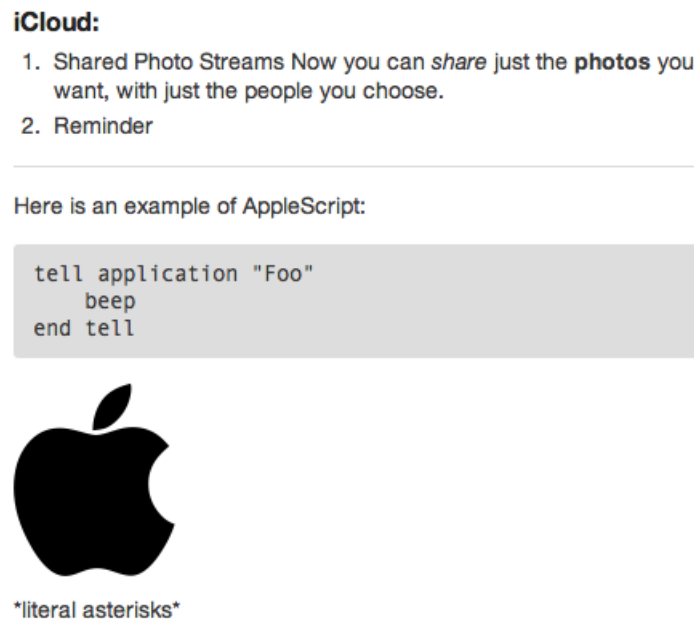 iCloud:
1. Shared Photo Streams Now you can share just the photos you
want, with just the people you choose.
2. Reminder
Here is an example of AppleScript:
tell application "Foo"
    beep
end tell
*literal asterisks*